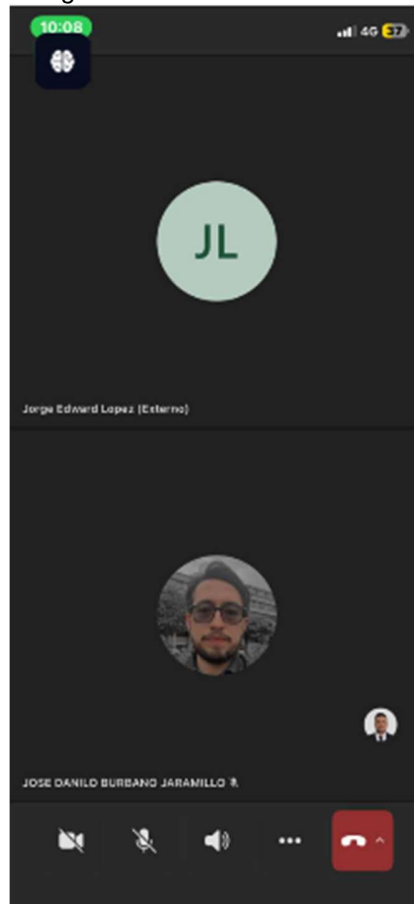 10:08
4G 37
JL
Jorge Edward Lopez (Externo)
JOSE DANILO BURBANO JARAMILLO